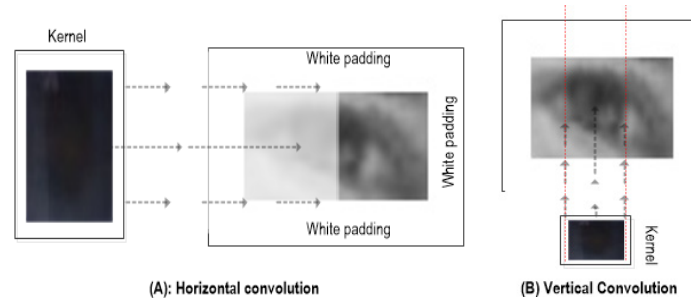 Kernel
White padding
White padding
White padding
Kernel
(A): Horizontal convolution
(B) Vertical Convolution